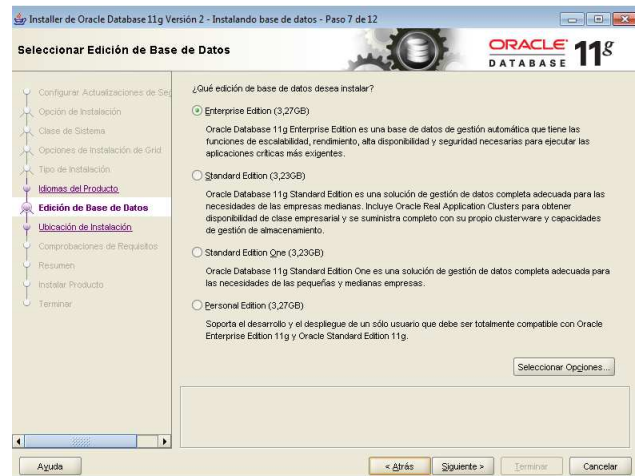 Installer de Oracle Database 11g Versión 2 - Instalando base de datos - Paso 7 de 12
Seleccionar Edición de Base de Datos
ORACLE 11g
DATABASE
Configurar Actualizaciones de Seg
Opción de Instalación
Clase de Sistema
Opciones de Instalación de Grid
Tipo de Instalación
Idiomas del Producto
Edición de Base de Datos
Ubicación de Instalación
Comprobaciones de Requisitos
Resumen
Instalar Producto
Terminar
¿Qué edición de base de datos desea instalar?
Enterprise Edition (3,27GB)
Oracle Database 11g Enterprise Edition es una base de datos de gestión automática que tiene las
funciones de escalabilidad, rendimiento, alta disponibilidad y seguridad necesarias para ejecutar las
aplicaciones críticas más exigentes.
Standard Edition (3,23GB)
Oracle Database 11g Standard Edition es una solución de gestión de datos completa adecuada para las
necesidades de las empresas medianas. Incluye Oracle Real Application Clusters para obtener
disponibilidad de clase empresarial y se suministra completo con su propio clusterware y capacidades
de gestión de almacenamiento.
Standard Edition One (3,23GB)
Oracle Database 11g Standard Edition One es una solución de gestión de datos completa adecuada para
las necesidades de las pequeñas y medianas empresas.
Personal Edition (3,27GB)
Soporta el desarrollo y el despliegue de un sólo usuario que debe ser totalmente compatible con Oracle
Enterprise Edition 11g y Oracle Standard Edition 11g.
Seleccionar Opciones...
Ayuda
< Atrás
Siguiente >
Terminar
Cancelar